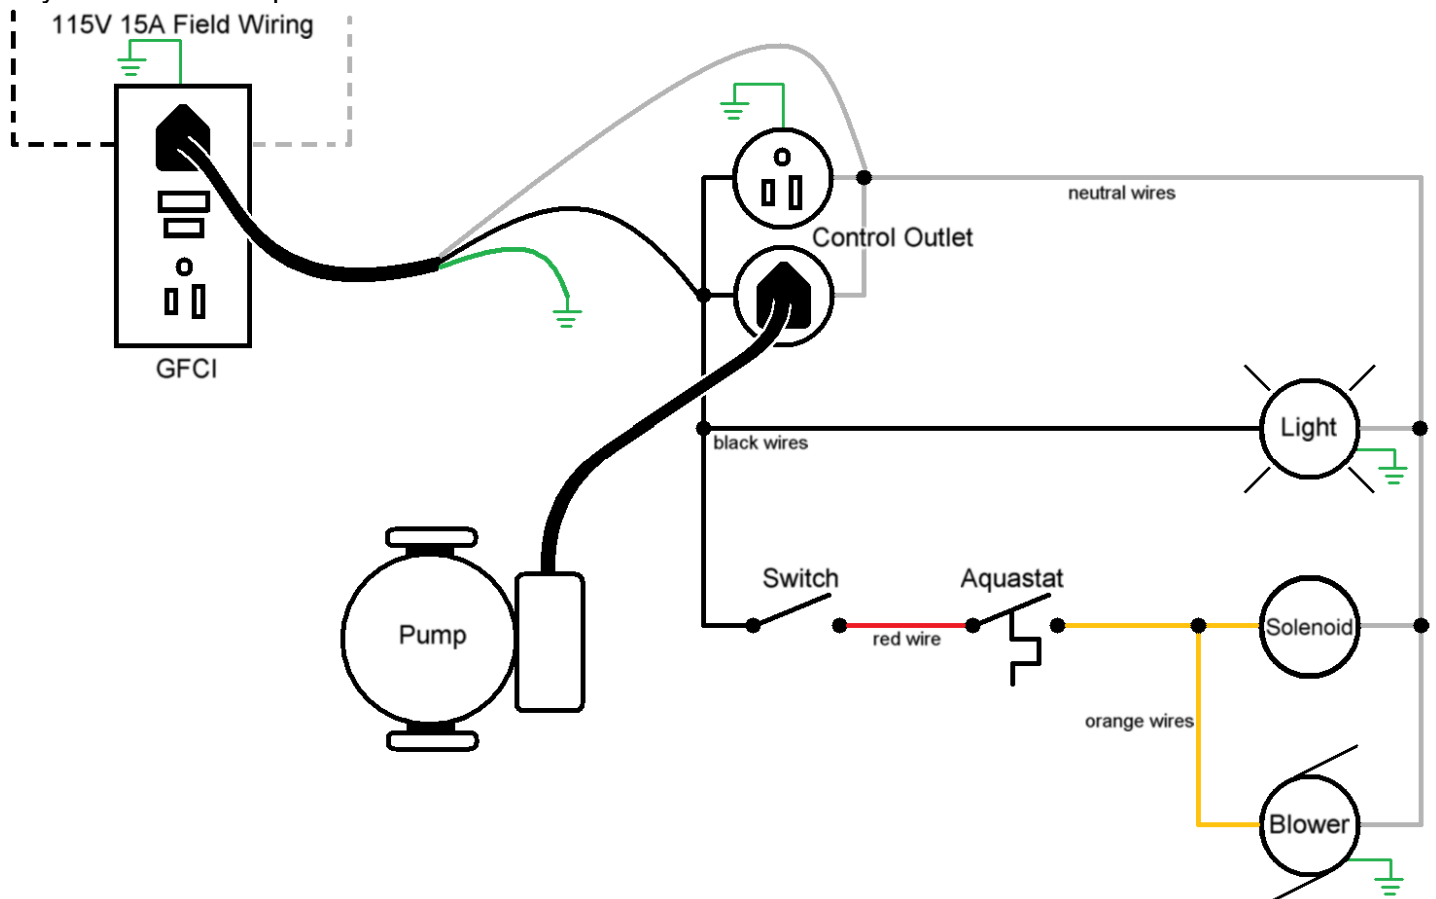 115V 15A Field Wiring
neutral wires
Control Outlet
GFCI
Light
black wires
Switch
Aquastat
Pump
red wire
Solenoid
orange wires
Blower